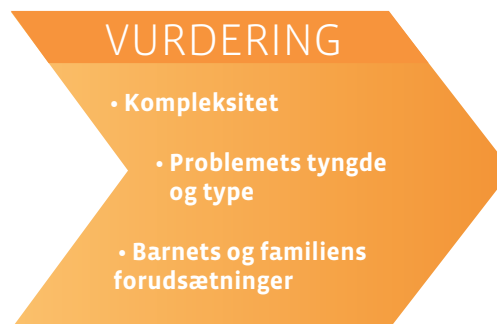 VURDERING
• Kompleksitet
• Problemets tyngde
og type
• Barnets og familiens
forudsætninger